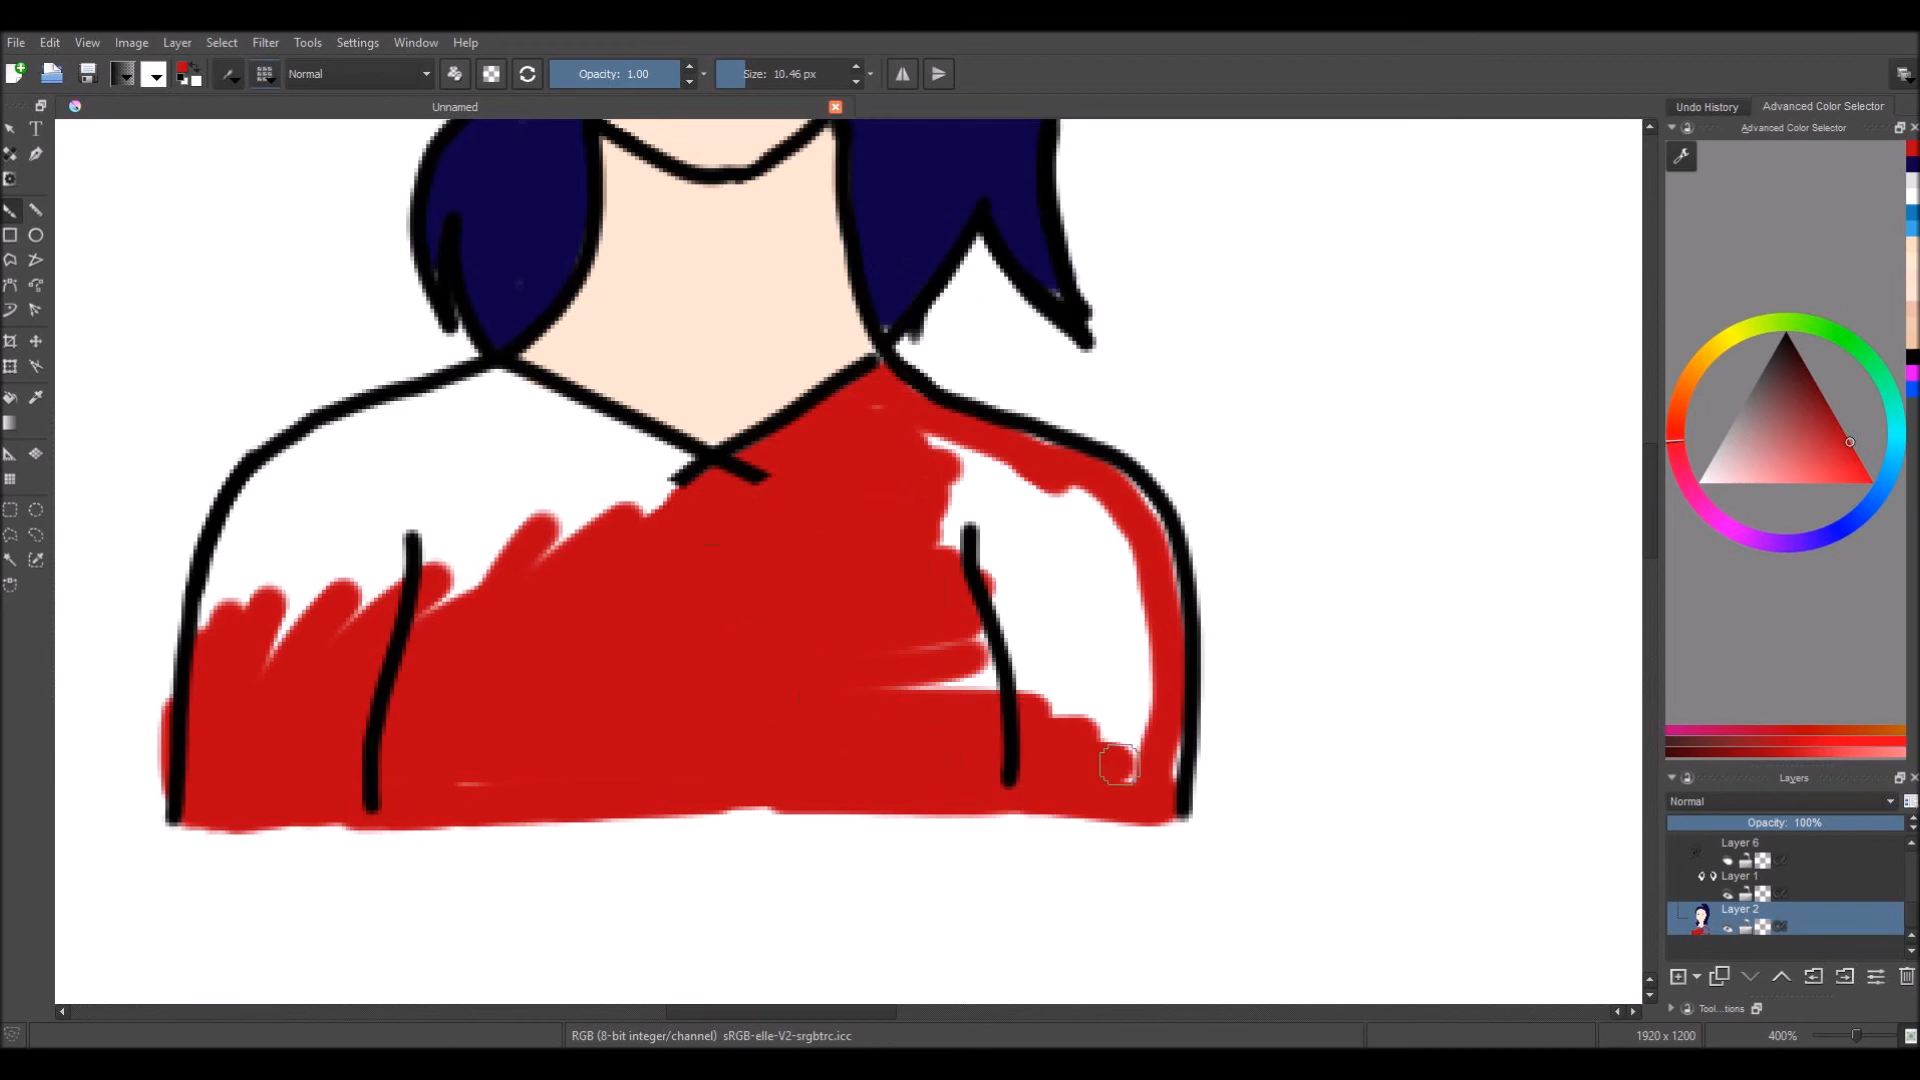 File Edit View Image Layer Select Filter Tools Settings Window Help
Normal Opacity: 1.00 Size: 10.46 px
Unnamed
Undo History Advanced Color Selector
Advanced Color Selector
T
Layers
Normal
Opacity: 100%
Layer 6
Layer 1
Layer 2
Tool...tions
RGB (8-bit integer/channel) sRGB-elle-V2-srgbtrc.icc 1920 x 1200 400%